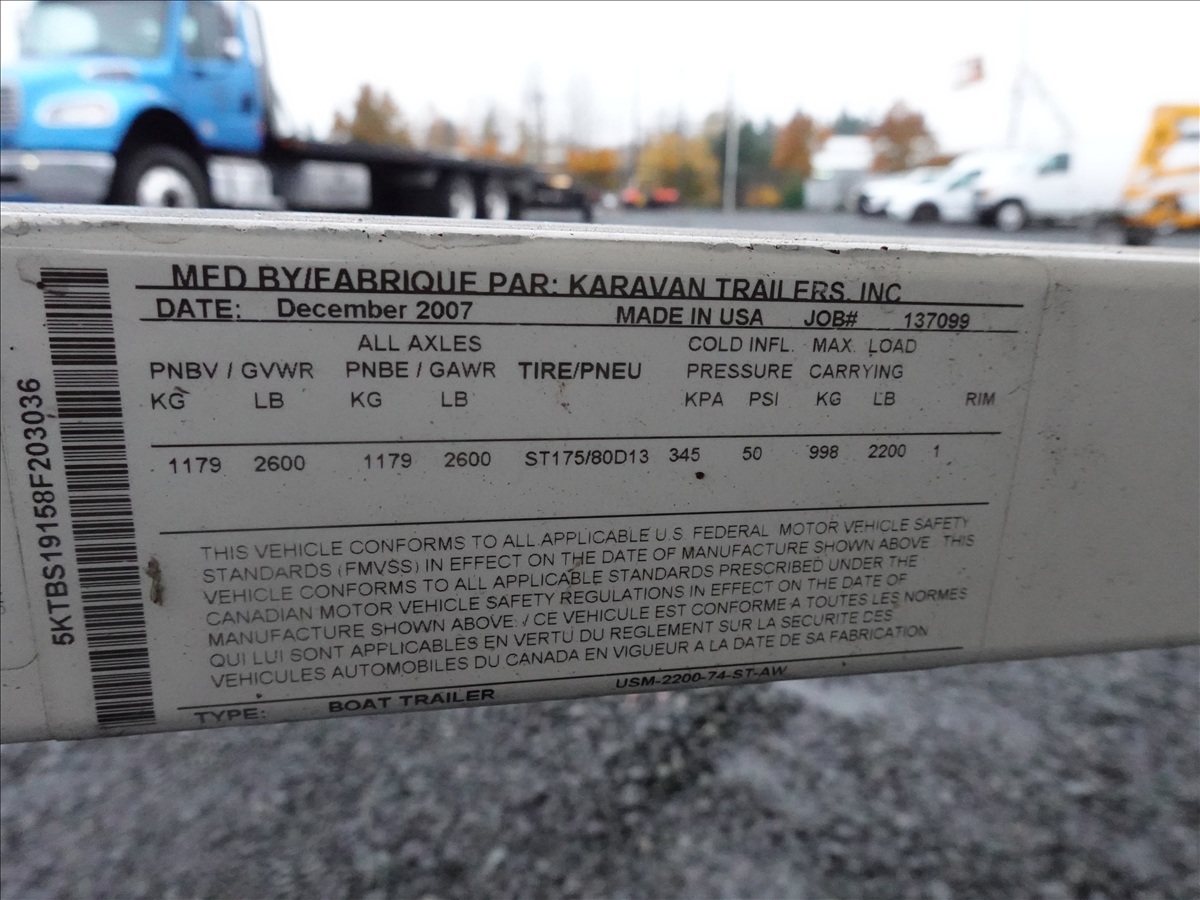 MFD BY/FABRIQUE PAR: KARAVAN TRAILERS, INC
DATE: December 2007 MADE IN USA JOB# 137099
ALL AXLES COLD INFL. MAX. LOAD
PNBV / GVWR PNBE / GAWR TIRE/PNEU PRESSURE CARRYING
KG LB KG LB KPA PSI KG LB RIM
1179 2600 1179 2600 ST175/80D13 345 50 998 2200 1
THIS VEHICLE CONFORMS TO ALL APPLICABLE U.S. FEDERAL MOTOR VEHICLE SAFETY
STANDARDS (FMVSS) IN EFFECT ON THE DATE OF MANUFACTURE SHOWN ABOVE. THIS
VEHICLE CONFORMS TO ALL APPLICABLE STANDARDS PRESCRIBED UNDER THE
CANADIAN MOTOR VEHICLE SAFETY REGULATIONS IN EFFECT ON THE DATE OF
MANUFACTURE SHOWN ABOVE. / CE VEHICULE EST CONFORME A TOUTES LES NORMES
QUI LUI SONT APPLICABLES EN VERTU DU REGLEMENT SUR LA SECURITE DES
VEHICULES AUTOMOBILES DU CANADA EN VIGUEUR A LA DATE DE SA FABRICATION
TYPE: BOAT TRAILER USM-2200-74-ST-AW
5KTBS19158F203036